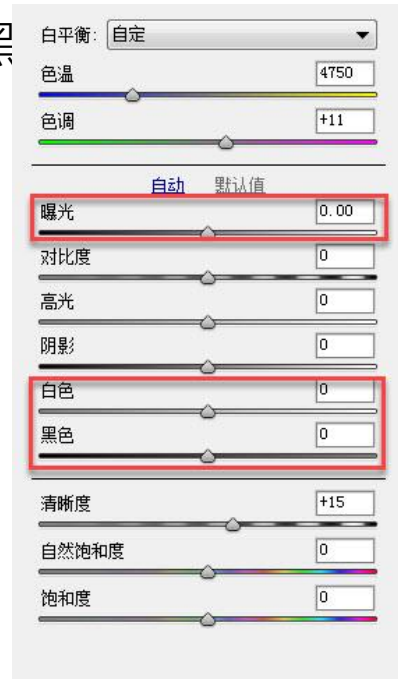 白平衡: 自定
色温 4750
色调 +11
自动 默认值
曝光 0.00
对比度 0
高光 0
阴影 0
白色 0
黑色 0
清晰度 +15
自然饱和度 0
饱和度 0